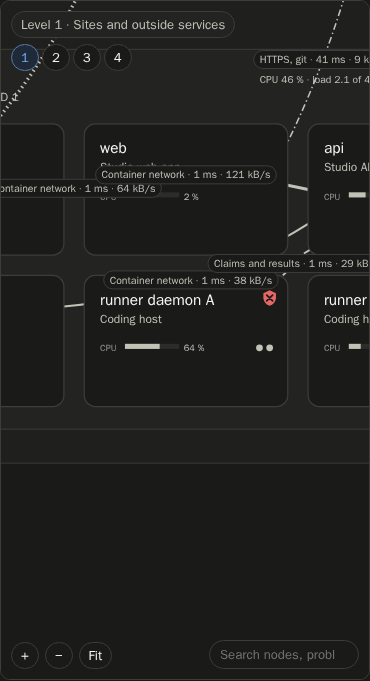 Level 1 · Sites and outside services
1 2 3 4
HTTPS, git · 41 ms · 9 k
CPU 46 % · load 2.1 of 4
web
api
Container network · 1 ms · 121 kB/s
Studio
CPU 2 %
CPU
Container network · 1 ms · 64 kB/s
Claims and results · 1 ms · 29 kB
Container network · 1 ms · 38 kB/s
runner daemon A
runner
Coding host
Coding h
CPU 64 %
CPU
+ − Fit
Search nodes, probl